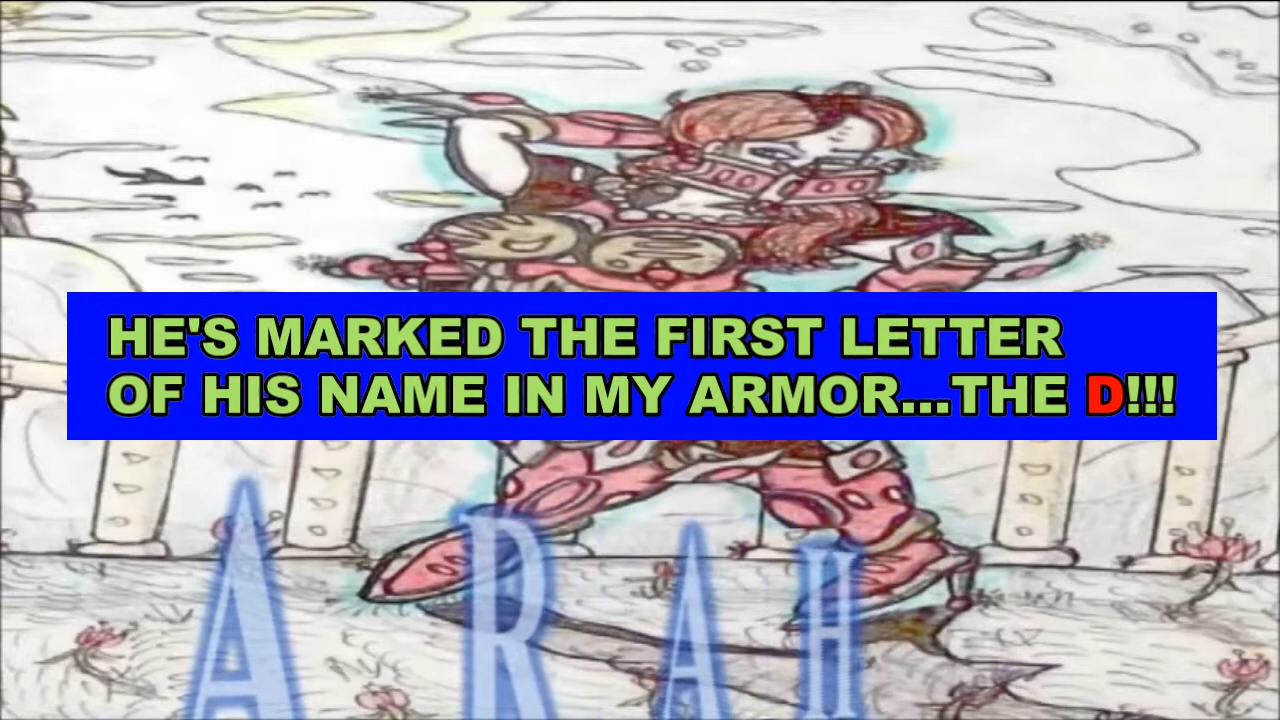 HE'S MARKED THE FIRST LETTER
OF HIS NAME IN MY ARMOR...THE D!!!
A R A H